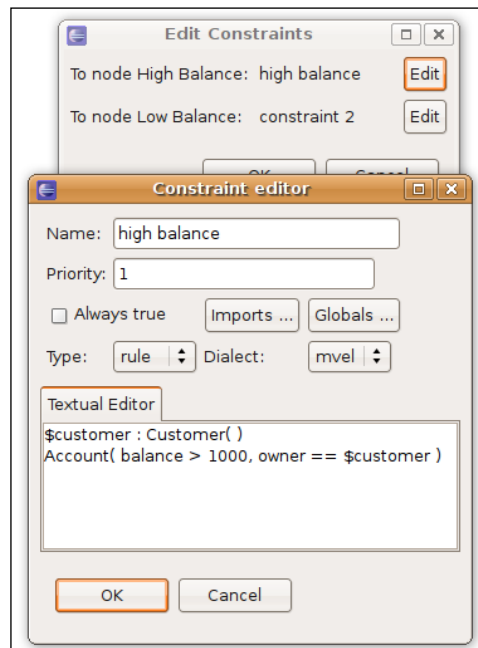 Edit Constraints
To node High Balance: high balance Edit
To node Low Balance: constraint 2 Edit
OK Cancel
Constraint editor
Name: high balance
Priority: 1
Always true Imports ... Globals ...
Type: rule Dialect: mvel
Textual Editor
$customer : Customer( )
Account( balance > 1000, owner == $customer )
OK Cancel